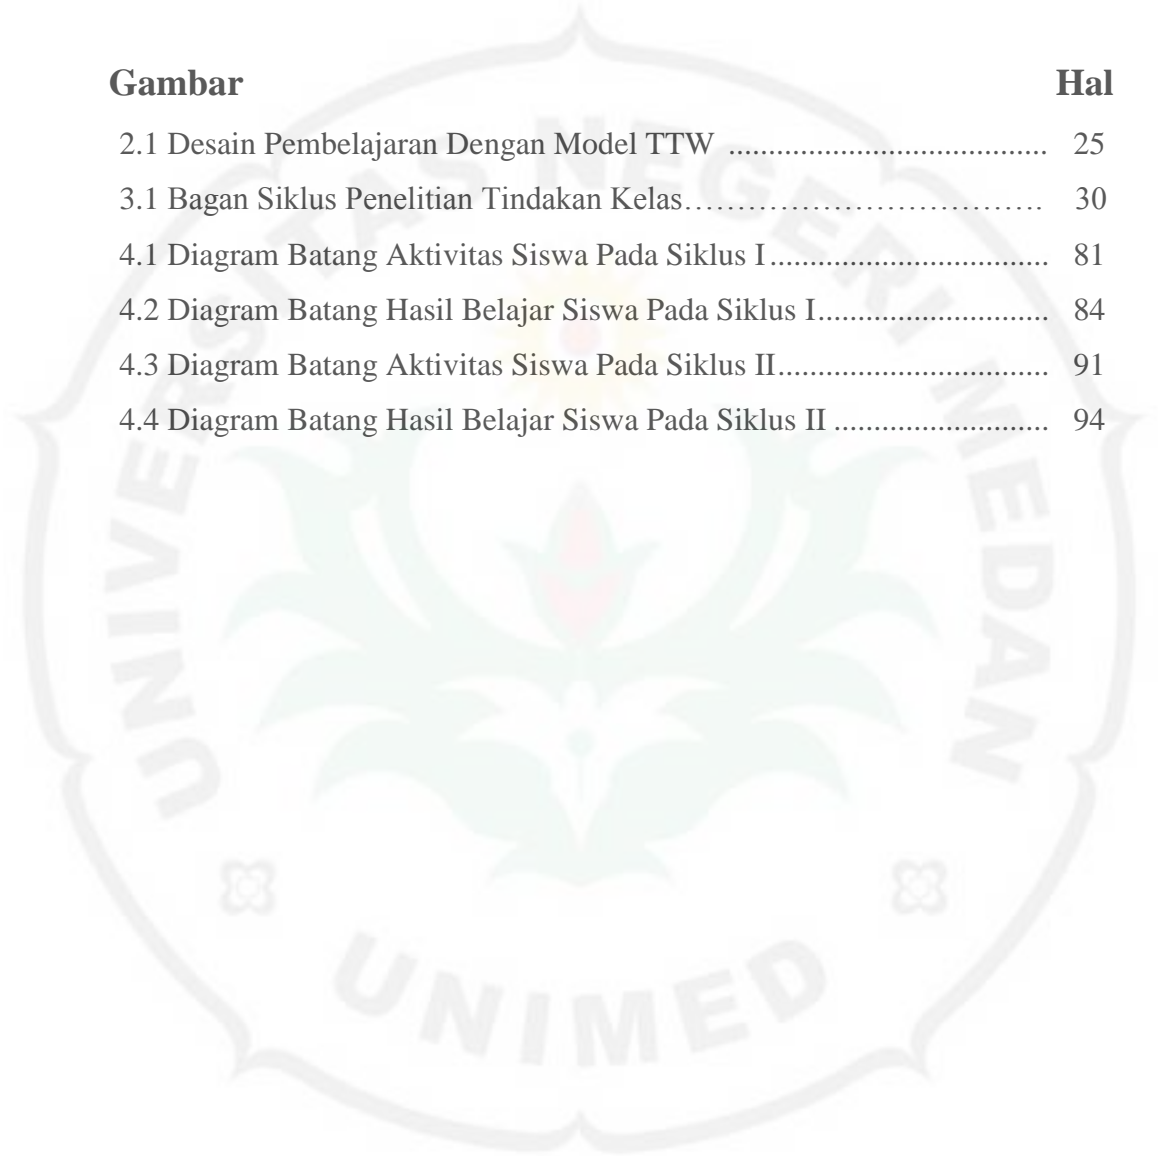 Gambar Hal
2.1 Desain Pembelajaran Dengan Model TTW ........................................ 25
3.1 Bagan Siklus Penelitian Tindakan Kelas................................. 30
4.1 Diagram Batang Aktivitas Siswa Pada Siklus I ................................... 81
4.2 Diagram Batang Hasil Belajar Siswa Pada Siklus I............................. 84
4.3 Diagram Batang Aktivitas Siswa Pada Siklus II.................................. 91
4.4 Diagram Batang Hasil Belajar Siswa Pada Siklus II ........................... 94
UNIVERSITAS NEGERI MEDAN
UNIMED